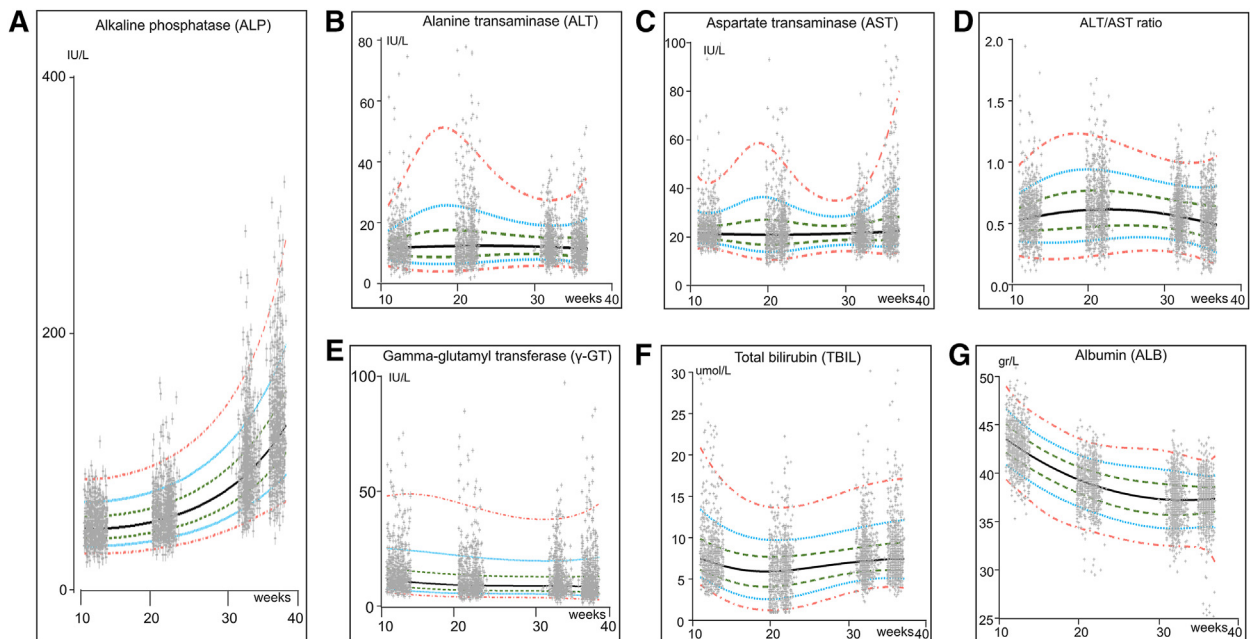 A
Alkaline phosphatase (ALP)
IU/L
400
200
0
10
20
30
40
weeks
B
Alanine transaminase (ALT)
IU/L
80
60
40
20
0
10
20
30
weeks
40
C
Aspartate transaminase (AST)
IU/L
100
80
60
40
20
0
10
20
30
weeks
40
D
ALT/AST ratio
2.0
1.5
1.0
0.5
0.0
10
20
30
weeks
40
E
Gamma-glutamyl transferase (γ-GT)
IU/L
100
50
0
10
20
30
weeks
40
F
Total bilirubin (TBIL)
umol/L
30
25
20
15
10
5
0
10
20
30
weeks
40
G
Albumin (ALB)
gr/L
50
45
40
35
30
25
10
20
30
weeks
40